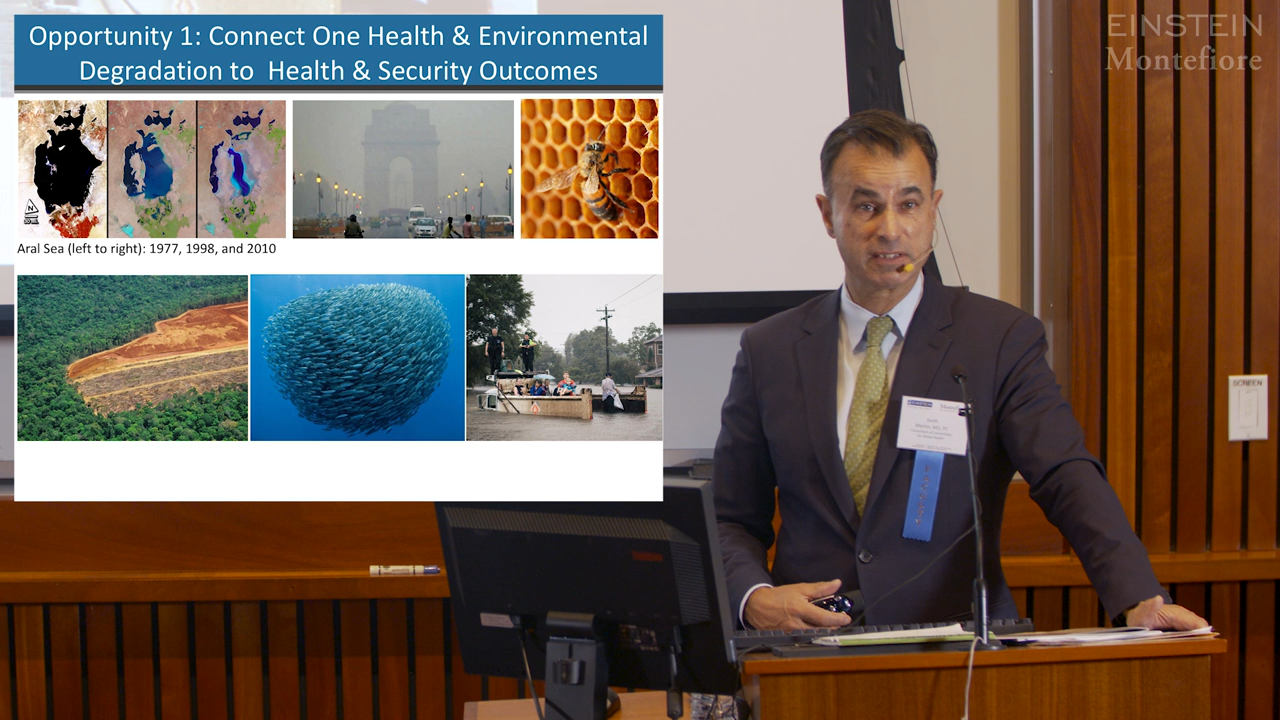 Opportunity 1: Connect One Health & Environmental
Degradation to Health & Security Outcomes
N
Aral Sea (left to right): 1977, 1998, and 2010
EINSTEIN
Montefiore
SCREEN
EINSTEIN